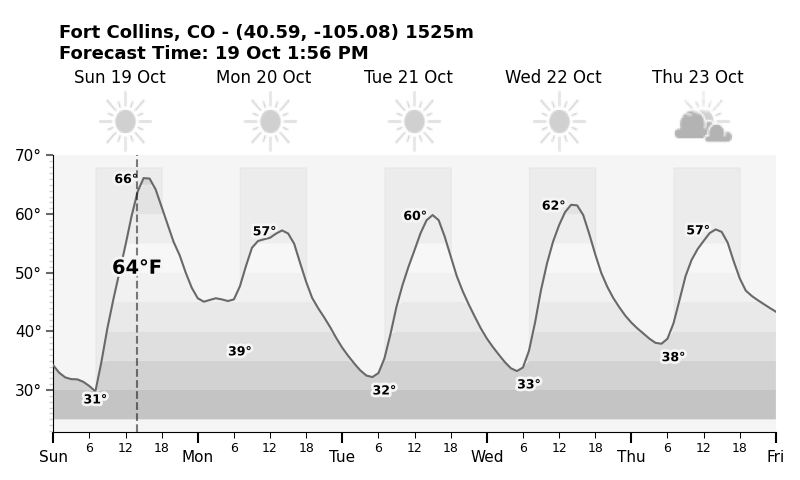 Fort Collins, CO - (40.59, -105.08) 1525m
Forecast Time: 19 Oct 1:56 PM
Sun 19 Oct Mon 20 Oct Tue 21 Oct Wed 22 Oct Thu 23 Oct
70°
66°
60°
62°
60°
57°
57°
64°F
50°
40°
39°
38°
30°
31°
32°
33°
6 12 18 6 12 18 6 12 18 6 12 18 6 12 18
Sun Mon Tue Wed Thu Fri